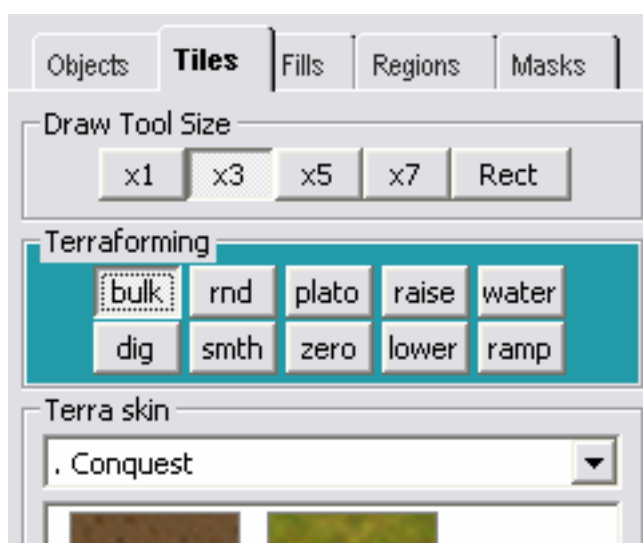 Objects Tiles Fills Regions Masks
Draw Tool Size
x1 x3 x5 x7 Rect
Terraforming
bulk rnd plato raise water
dig smth zero lower ramp
Terra skin
. Conquest